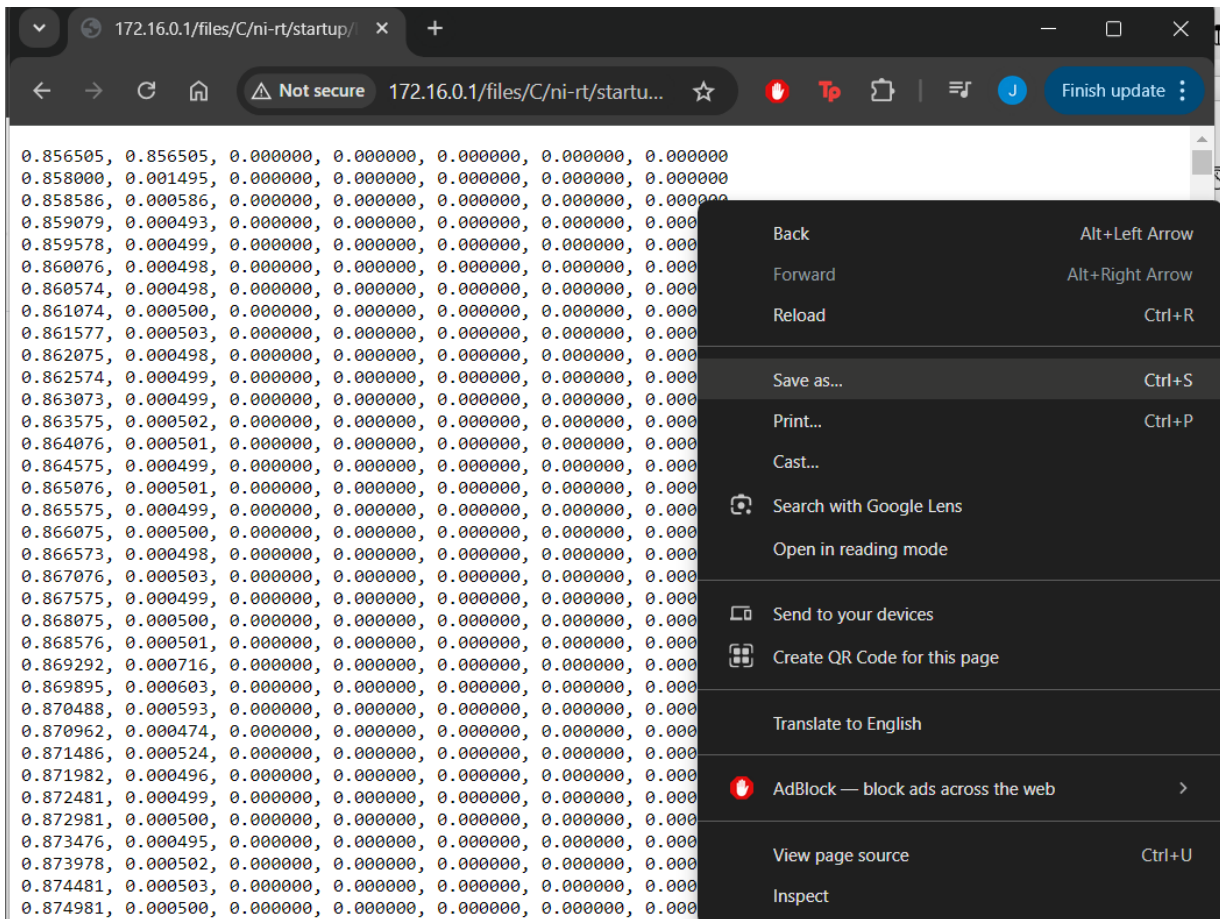 172.16.0.1/files/C/ni-rt/startup/
Not secure 172.16.0.1/files/C/ni-rt/startu... Tp J Finish update
0.856505, 0.856505, 0.000000, 0.000000, 0.000000, 0.000000, 0.000000
0.858000, 0.001495, 0.000000, 0.000000, 0.000000, 0.000000, 0.000000
0.858586, 0.000586, 0.000000, 0.000000, 0.000000, 0.000000, 0.000000
0.859079, 0.000493, 0.000000, 0.000000, 0.000000, 0.000000, 0.000
0.859578, 0.000499, 0.000000, 0.000000, 0.000000, 0.000000, 0.000
0.860076, 0.000498, 0.000000, 0.000000, 0.000000, 0.000000, 0.000
0.860574, 0.000498, 0.000000, 0.000000, 0.000000, 0.000000, 0.000
0.861074, 0.000500, 0.000000, 0.000000, 0.000000, 0.000000, 0.000
0.861577, 0.000503, 0.000000, 0.000000, 0.000000, 0.000000, 0.000
0.862075, 0.000498, 0.000000, 0.000000, 0.000000, 0.000000, 0.000
0.862574, 0.000499, 0.000000, 0.000000, 0.000000, 0.000000, 0.000
0.863073, 0.000499, 0.000000, 0.000000, 0.000000, 0.000000, 0.000
0.863575, 0.000502, 0.000000, 0.000000, 0.000000, 0.000000, 0.000
0.864076, 0.000501, 0.000000, 0.000000, 0.000000, 0.000000, 0.000
0.864575, 0.000499, 0.000000, 0.000000, 0.000000, 0.000000, 0.000
0.865076, 0.000501, 0.000000, 0.000000, 0.000000, 0.000000, 0.000
0.865575, 0.000499, 0.000000, 0.000000, 0.000000, 0.000000, 0.000
0.866075, 0.000500, 0.000000, 0.000000, 0.000000, 0.000000, 0.000
0.866573, 0.000498, 0.000000, 0.000000, 0.000000, 0.000000, 0.000
0.867076, 0.000503, 0.000000, 0.000000, 0.000000, 0.000000, 0.000
0.867575, 0.000499, 0.000000, 0.000000, 0.000000, 0.000000, 0.000
0.868075, 0.000500, 0.000000, 0.000000, 0.000000, 0.000000, 0.000
0.868576, 0.000501, 0.000000, 0.000000, 0.000000, 0.000000, 0.000
0.869292, 0.000716, 0.000000, 0.000000, 0.000000, 0.000000, 0.000
0.869895, 0.000603, 0.000000, 0.000000, 0.000000, 0.000000, 0.000
0.870488, 0.000593, 0.000000, 0.000000, 0.000000, 0.000000, 0.000
0.870962, 0.000474, 0.000000, 0.000000, 0.000000, 0.000000, 0.000
0.871486, 0.000524, 0.000000, 0.000000, 0.000000, 0.000000, 0.000
0.871982, 0.000496, 0.000000, 0.000000, 0.000000, 0.000000, 0.000
0.872481, 0.000499, 0.000000, 0.000000, 0.000000, 0.000000, 0.000
0.872981, 0.000500, 0.000000, 0.000000, 0.000000, 0.000000, 0.000
0.873476, 0.000495, 0.000000, 0.000000, 0.000000, 0.000000, 0.000
0.873978, 0.000502, 0.000000, 0.000000, 0.000000, 0.000000, 0.000
0.874481, 0.000503, 0.000000, 0.000000, 0.000000, 0.000000, 0.000
0.874981, 0.000500, 0.000000, 0.000000, 0.000000, 0.000000, 0.000
Back Alt+Left Arrow
Forward Alt+Right Arrow
Reload Ctrl+R
Save as... Ctrl+S
Print... Ctrl+P
Cast...
Search with Google Lens
Open in reading mode
Send to your devices
Create QR Code for this page
Translate to English
AdBlock — block ads across the web
View page source Ctrl+U
Inspect